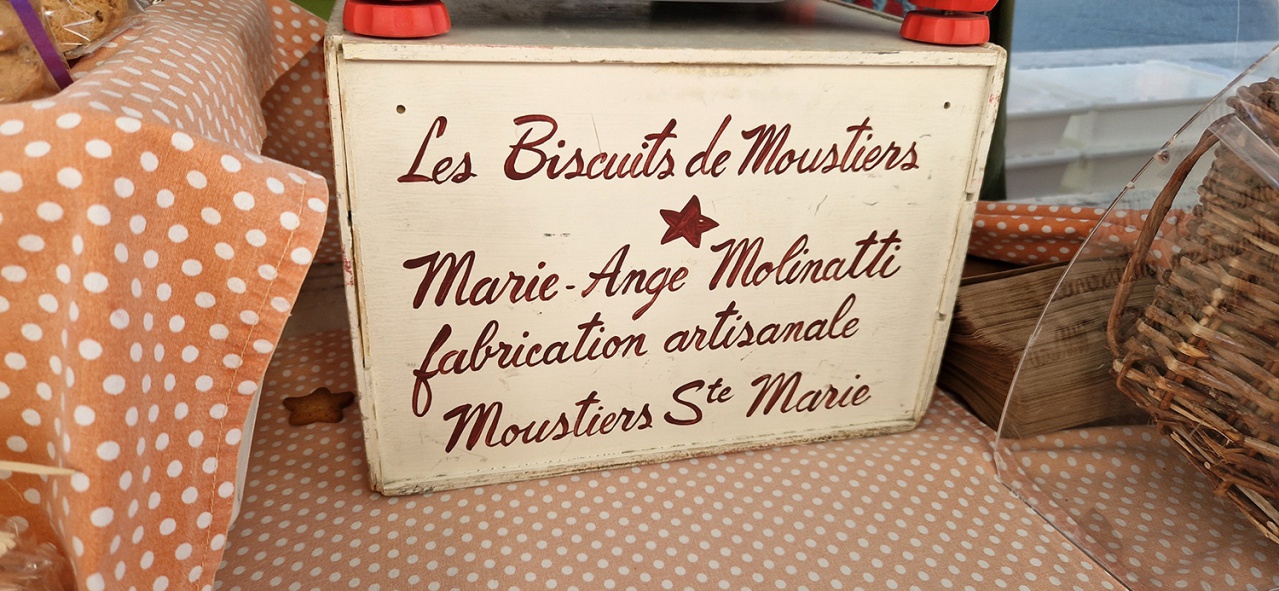 Les Biscuits de Moustiers
Marie-Ange Molinatti
fabrication artisanale
Moustiers Ste Marie